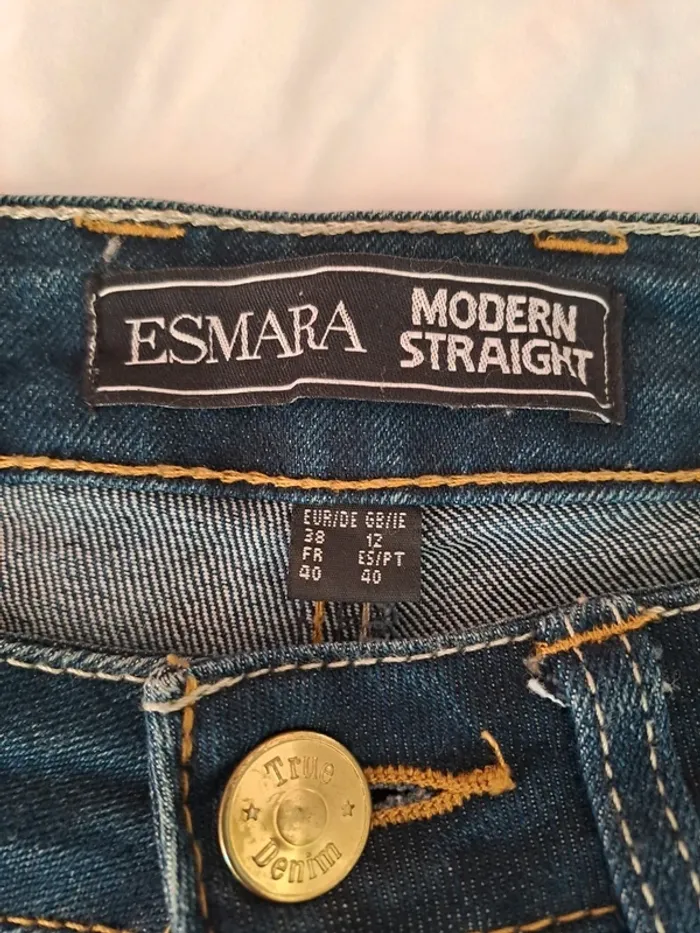 ESMARA
MODERN
STRAIGHT
EUR/DE GB/IE
38 12
FR ES/PT
40 40
True
Denim